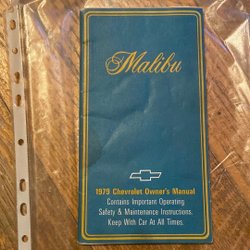 Malibu
1979 Chevrolet Owner's Manual
Contains Important Operating
Safety & Maintenance Instructions.
Keep With Car At All Times.